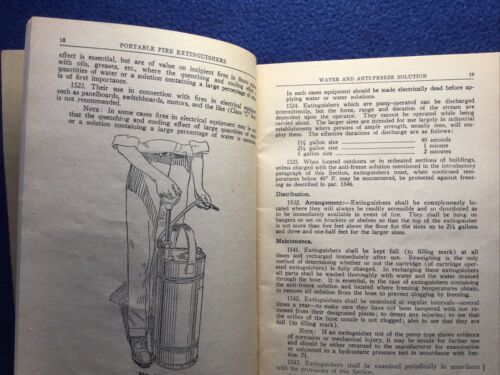 18
PORTABLE FIRE EXTINGUISHERS
effect is essential, but are of value on incipient fires in
with oils, greases, etc., where the quenching and cooling effect of
quantities of water or a solution containing a large percentage of
is of first importance.
1523. Their use in connection with fires in electrical
such as panelboards, switchboards, motors, and the like (Class "C"
is not recommended.
NOTE: In some cases fires in electrical equipment may
that the quenching and cooling effect of large quantities of
or a solution containing a large percentage of water is
WATER AND ANTI-FREEZE SOLUTION
19
In such cases equipment should be made electrically dead before ap-
plying water or water solutions.
1524. Extinguishers which are pump-operated can be discharged
intermittently, but the force, range and duration of the stream are
dependent upon the operator. They cannot be operated while being
carried about. The larger sizes are intended for use largely in industrial
establishments where persons of ample strength, usually men, will em-
ploy them.
The effective durations of discharge are as follows:
1¼ gallon size 40 seconds
2½ gallon size 1 minute
5 gallon size 2 minutes
1525. When located outdoors or in unheated sections of buildings,
unless charged with the anti-freeze solution mentioned in the introductory
paragraph of this Section, extinguishers must, when continued tempera-
tures below 40° F. may be encountered, be protected against freez-
ing as described in par. 1546.
Distribution.
1532. Arrangement:—Extinguishers shall be conspicuously located
where they will always be readily accessible and so distributed as
to be immediately available in event of fire. They shall be hung on
hangers or set on brackets or shelves so that the top of the extinguisher
is not more than five feet above the floor for the sizes up to 2½ gallons
and three and one-half feet for the larger sizes.
Maintenance.
1541. Extinguishers shall be kept full (to filling mark) at all
times and recharged immediately after use. Reweighing is the only
method of determining whether or not the cartridge (of cartridge operated
extinguishers) is fully charged. In recharging these extinguishers
all parts should be washed thoroughly with water and the water drained
through the hose. It is essential, in the case of extinguishers containing
the anti-freeze solution and located where freezing temperatures obtain,
to remove all solution from the hose to prevent clogging by freezing.
1542. Extinguishers shall be examined at regular intervals—several
times a year—to make sure they have not been tampered with nor re-
moved from their designated places; to detect any injuries; to see that
the orifice of the hose nozzle is not clogged; also to see that they are
full (to filling mark).
NOTE: If an extinguisher not of the pump type shows evidence
of corrosion or mechanical injury, it may be unsafe for further use
and should be either returned to the manufacturer for examination
or subjected to a hydrostatic pressure test in accordance with Sec-
tion 71.
1543. Extinguishers shall be examined periodically in accordance
with the provisions of this Section.